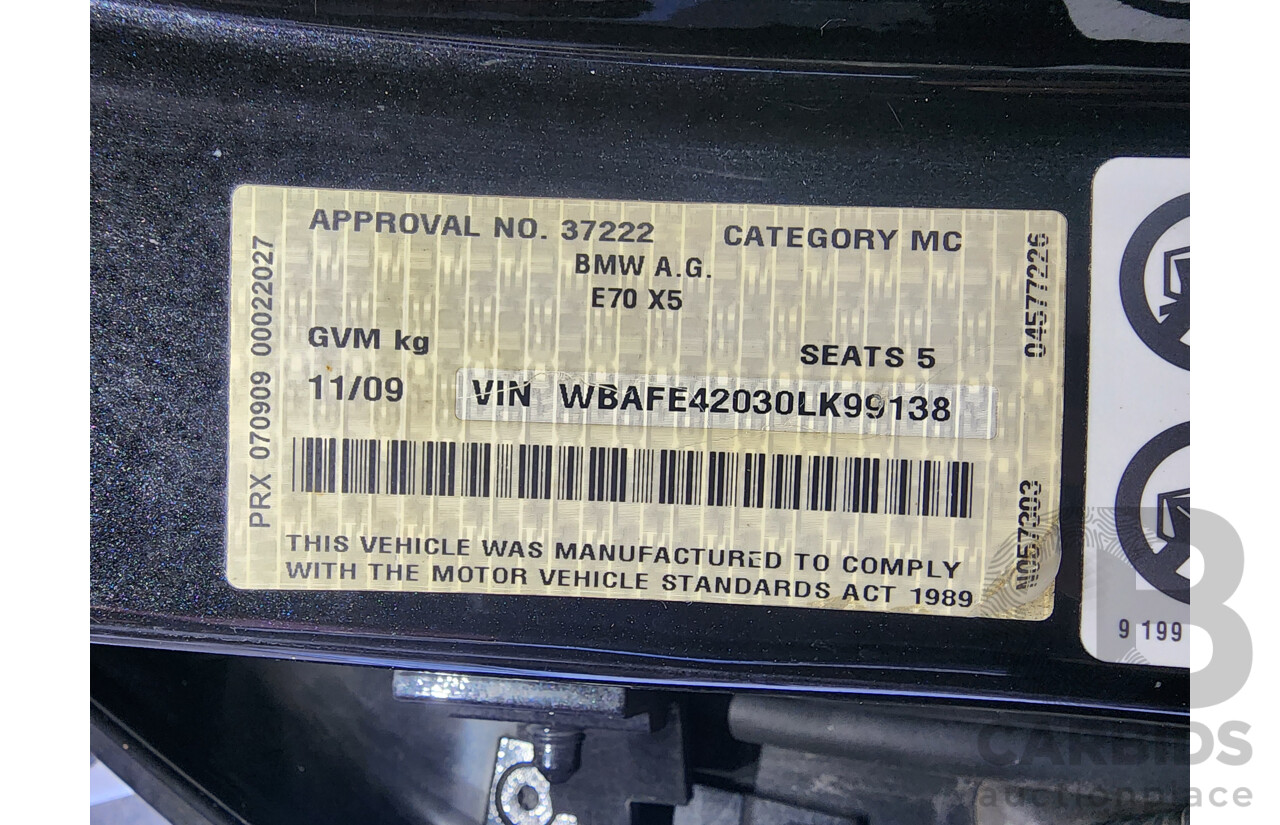 APPROVAL NO. 37222 CATEGORY MC
BMW A.G.
E70 X5
GVM kg SEATS 5
11/09 VIN WBAFE42030LK99138
THIS VEHICLE WAS MANUFACTURED TO COMPLY
WITH THE MOTOR VEHICLE STANDARDS ACT 1989
PRX 070909 00022027
04577226
N057303
9 199
B
CARBIDS
auctionplace